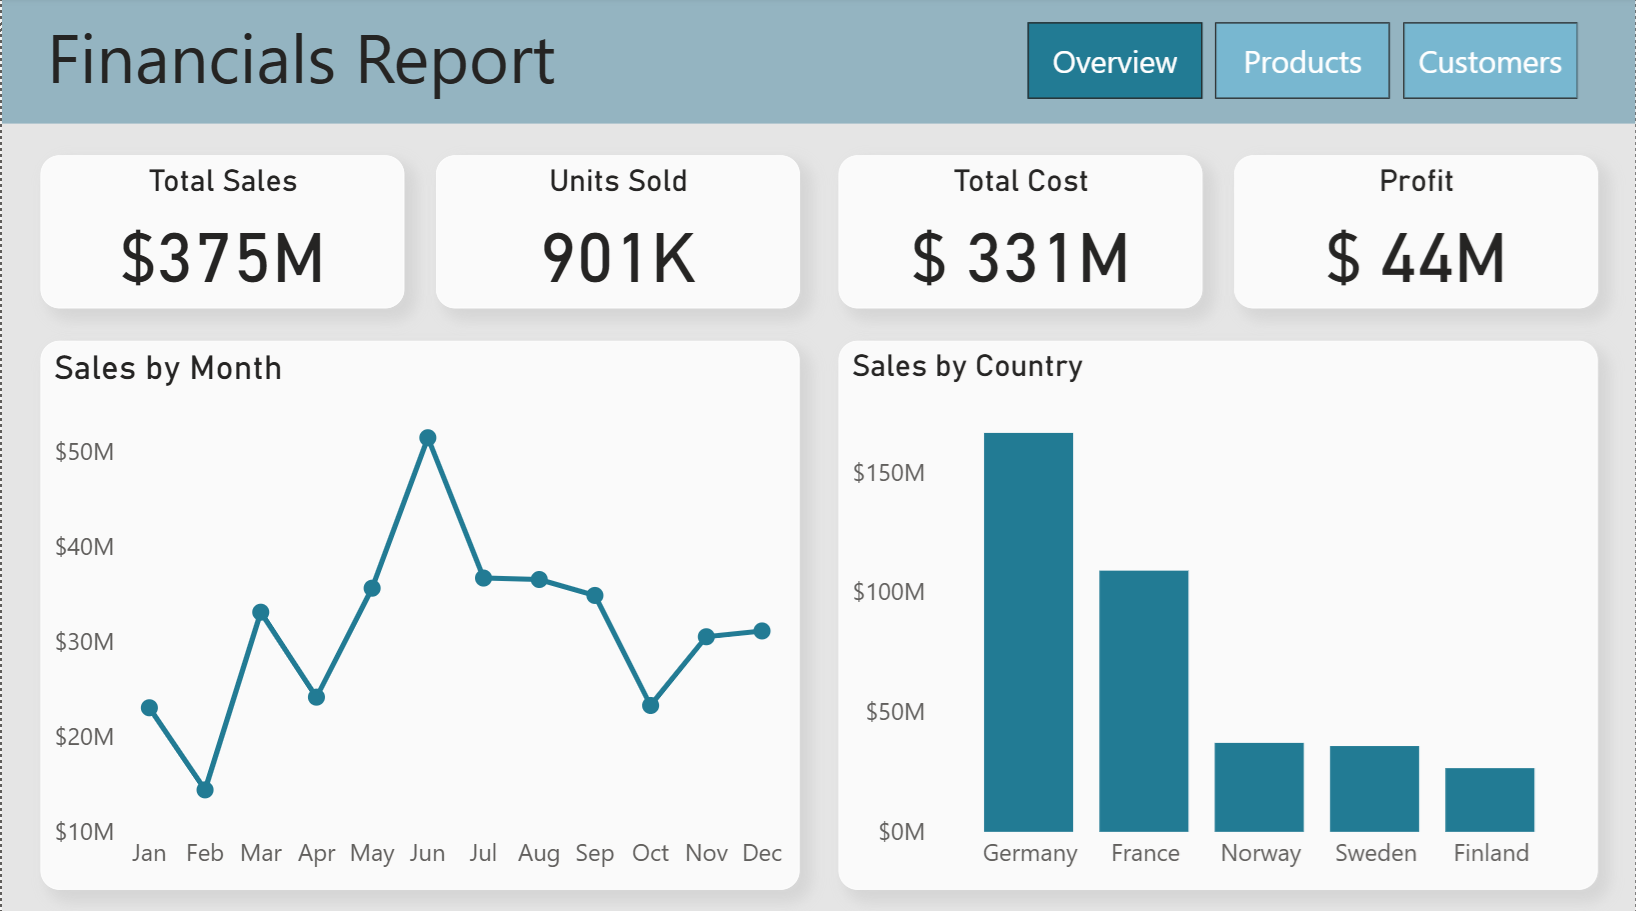 Financials Report
Overview
Products
Customers
Total Sales
$375M
Units Sold
901K
Total Cost
$ 331M
Profit
$ 44M
Sales by Month
$50M
$40M
$30M
$20M
$10M
Jan Feb Mar Apr May Jun Jul Aug Sep Oct Nov Dec
Sales by Country
$150M
$100M
$50M
$0M
Germany France Norway Sweden Finland